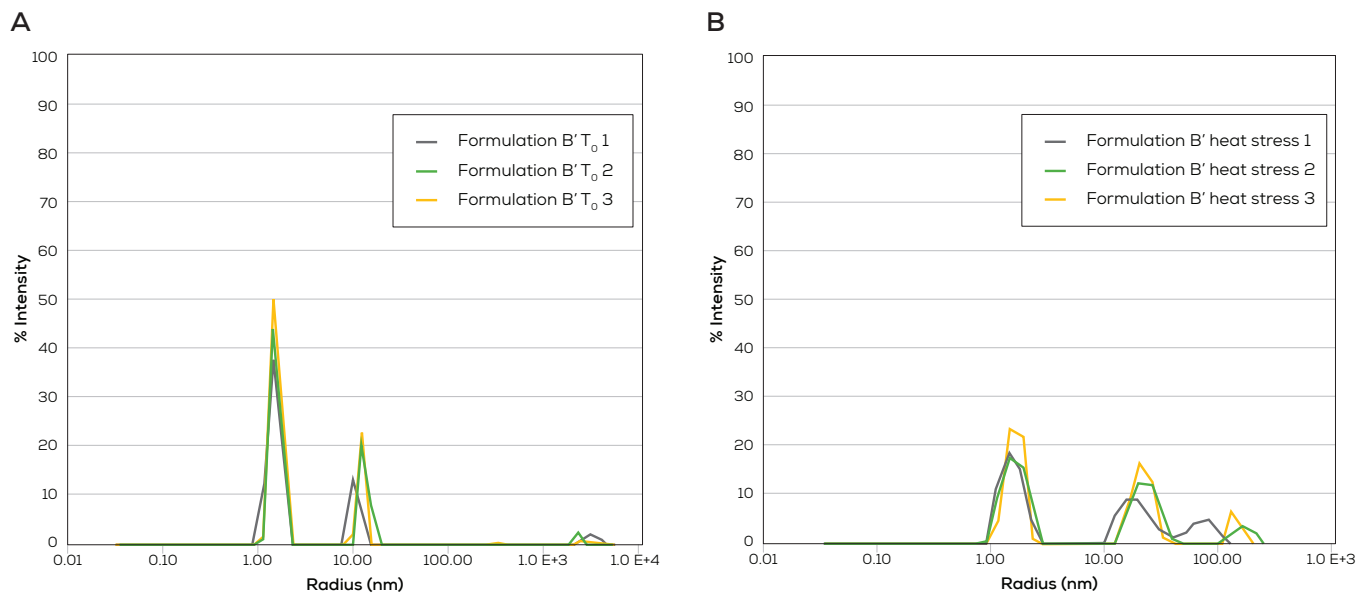 A
100
90
80
70
60
50
40
30
20
10
0
% Intensity
Formulation B' T₀ 1
Formulation B' T₀ 2
Formulation B' T₀ 3
0.01
0.10
1.00
10.00
100.00
1.0 E+3
1.0 E+4
Radius (nm)
B
100
90
80
70
60
50
40
30
20
10
0
% Intensity
Formulation B' heat stress 1
Formulation B' heat stress 2
Formulation B' heat stress 3
0.01
0.10
1.00
10.00
100.00
1.0 E+3
Radius (nm)